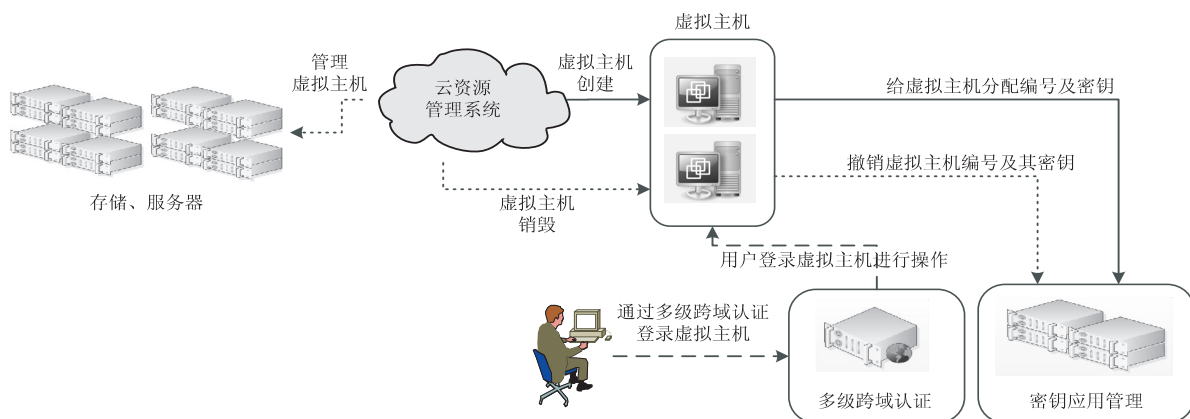 虚拟主机
管理
虚拟主机
云资源
管理系统
虚拟主机
创建
给虚拟主机分配编号及密钥
撤销虚拟主机编号及其密钥
存储、服务器
虚拟主机
销毁
用户登录虚拟主机进行操作
通过多级跨域认证
登录虚拟主机
多级跨域认证
密钥应用管理